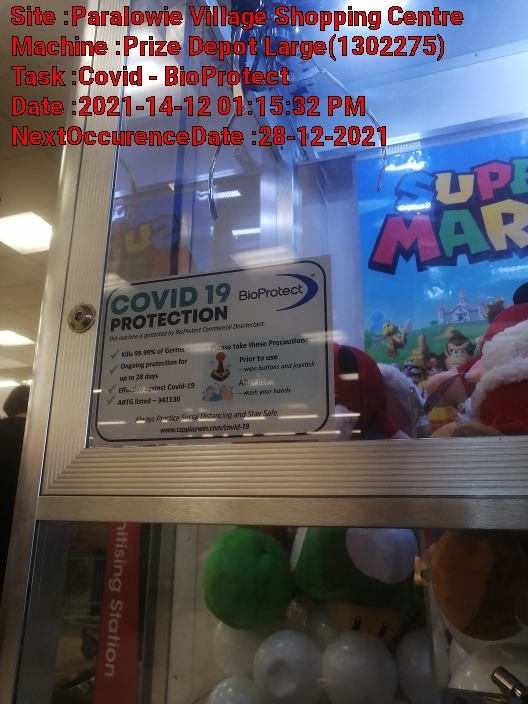 Site :Paralowie Village Shopping Centre
Machine :Prize Depot Large(1302275)
Task :Covid - BioProtect
Date :2021-14-12 01:15:32 PM
NextOccurenceDate :28-12-2021
SUPE
MAR
COVID 19
PROTECTION
BioProtect
This machine is protected by BioProtect Commercial Disinfectant.
Kills 99.99% of Germs
Ongoing protection for
up to 28 days
Effective against Covid-19
ARTG listed – 341130
Please take these Precautions:
Prior to use
– wipe buttons and joystick
– wash your hands
Always Practice Social Distancing and Stay Safe.
www.tapplaywin.com/covid-19
nitising Station